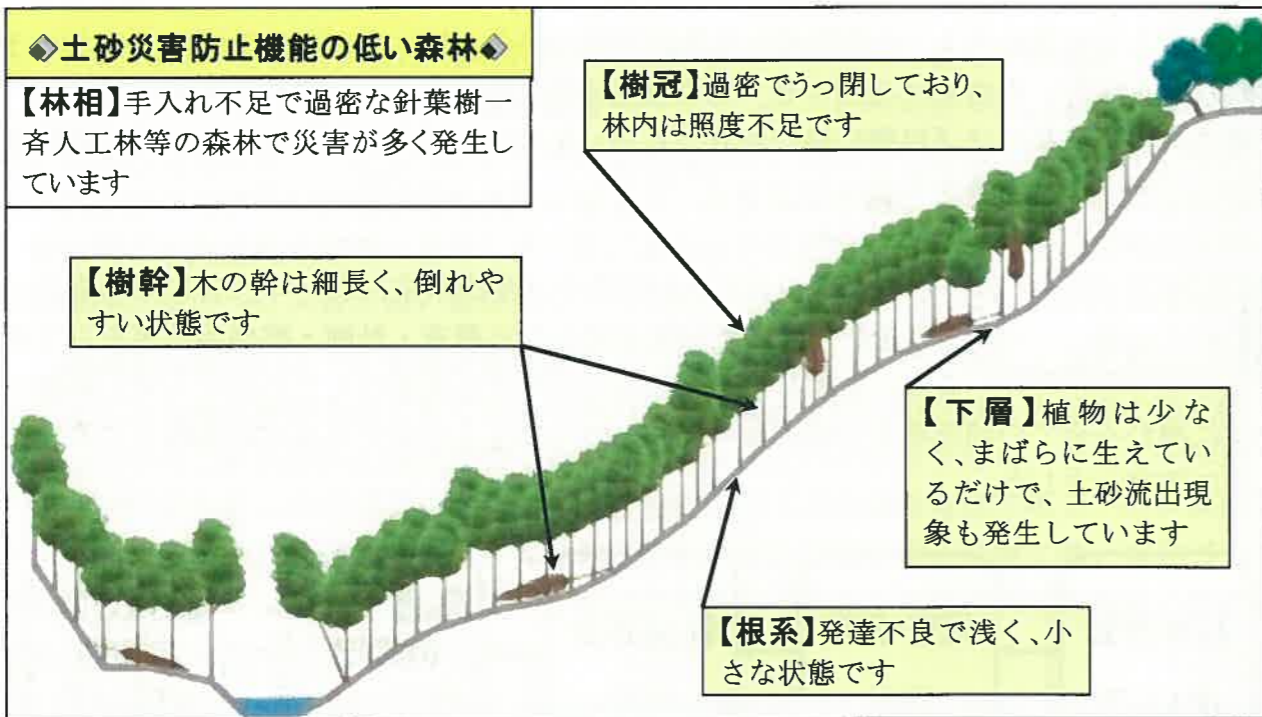 ◆土砂災害防止機能の低い森林◆
【林相】手入れ不足で過密な針葉樹一
斉人工林等の森林で災害が多く発生し
ています
【樹冠】過密でうっ閉しており、
林内は照度不足です
【樹幹】木の幹は細長く、倒れや
すい状態です
【下層】植物は少な
く、まばらに生えてい
るだけで、土砂流出現
象も発生しています
【根系】発達不良で浅く、小
さな状態です